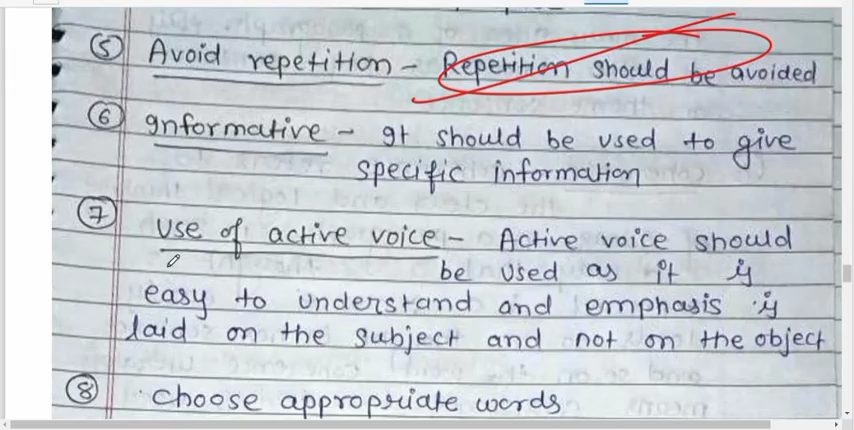 ⑤ Avoid repetition - Repetition should be avoided
⑥ Informative - It should be used to give
specific information
⑦ Use of active voice - Active voice should
be used as it is
easy to understand and emphasis is
laid on the subject and not on the object
⑧ choose appropriate words